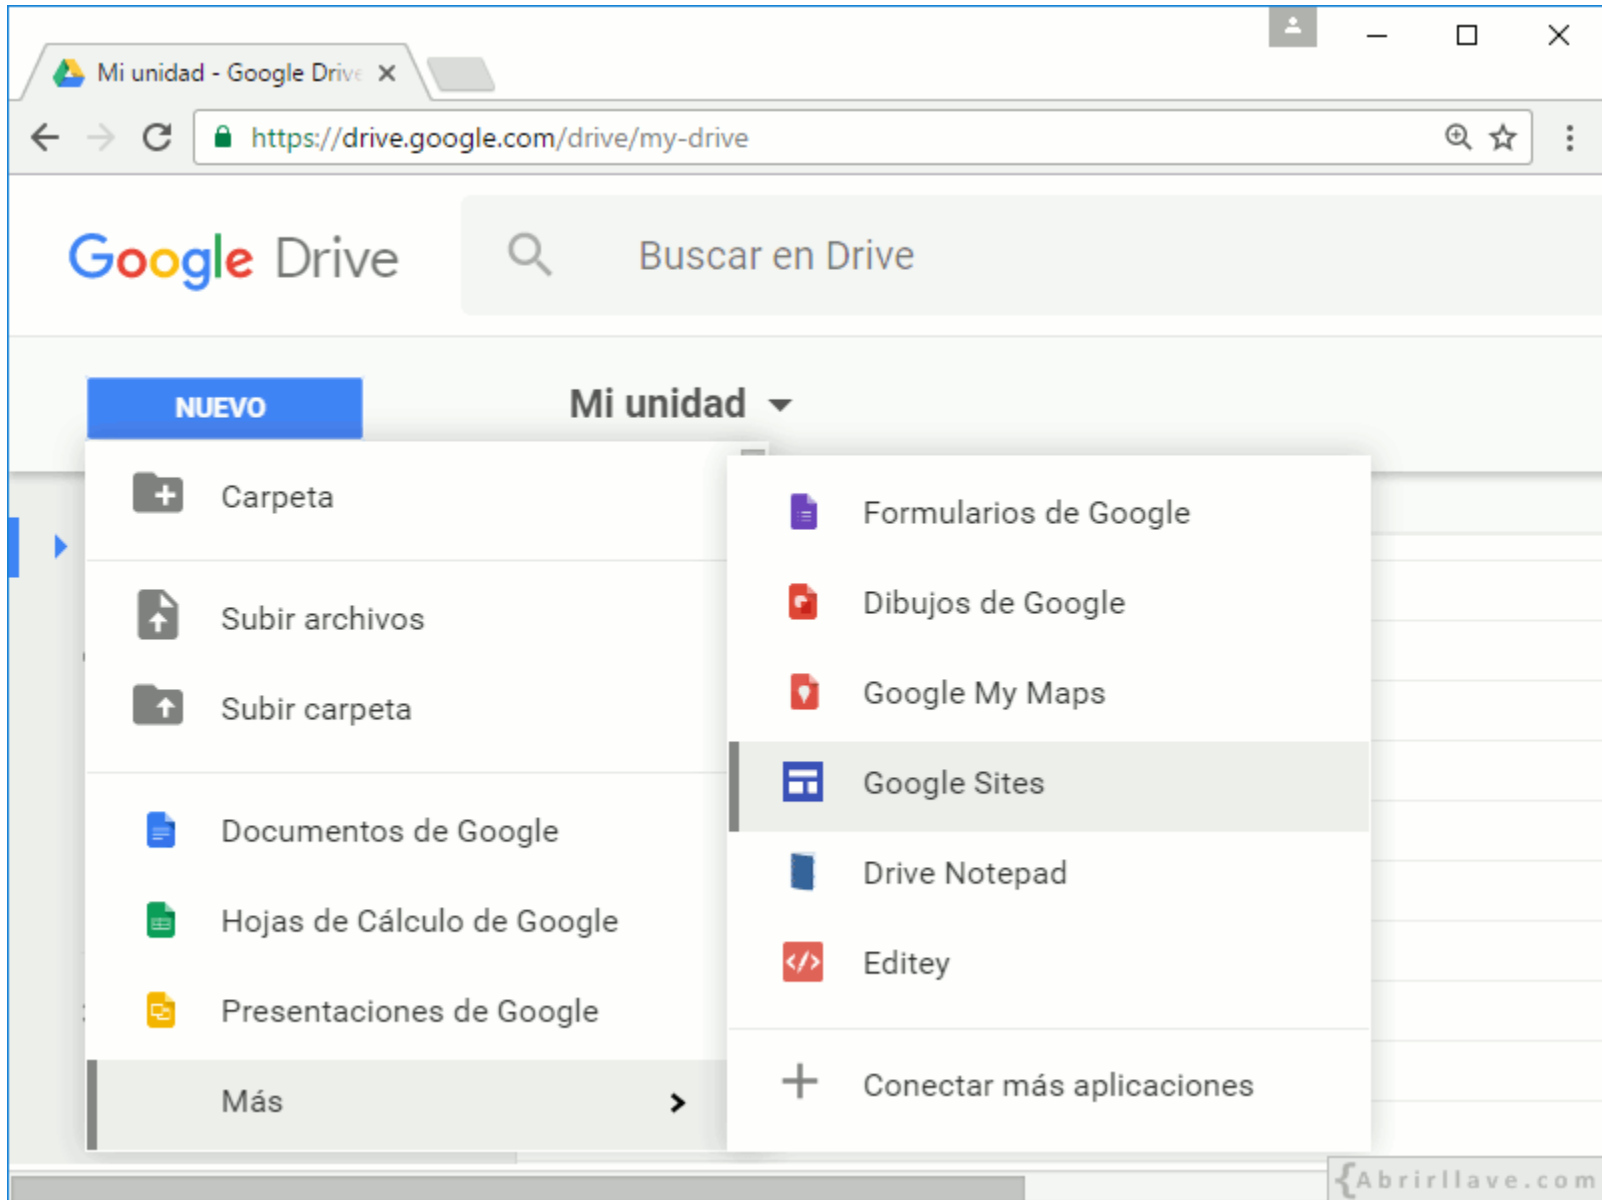 Mi unidad - Google Drive
https://drive.google.com/drive/my-drive
Google Drive
Buscar en Drive
NUEVO
Mi unidad
Carpeta
Subir archivos
Subir carpeta
Documentos de Google
Hojas de Cálculo de Google
Presentaciones de Google
Más
Formularios de Google
Dibujos de Google
Google My Maps
Google Sites
Drive Notepad
Editey
Conectar más aplicaciones
{Abrirllave.com